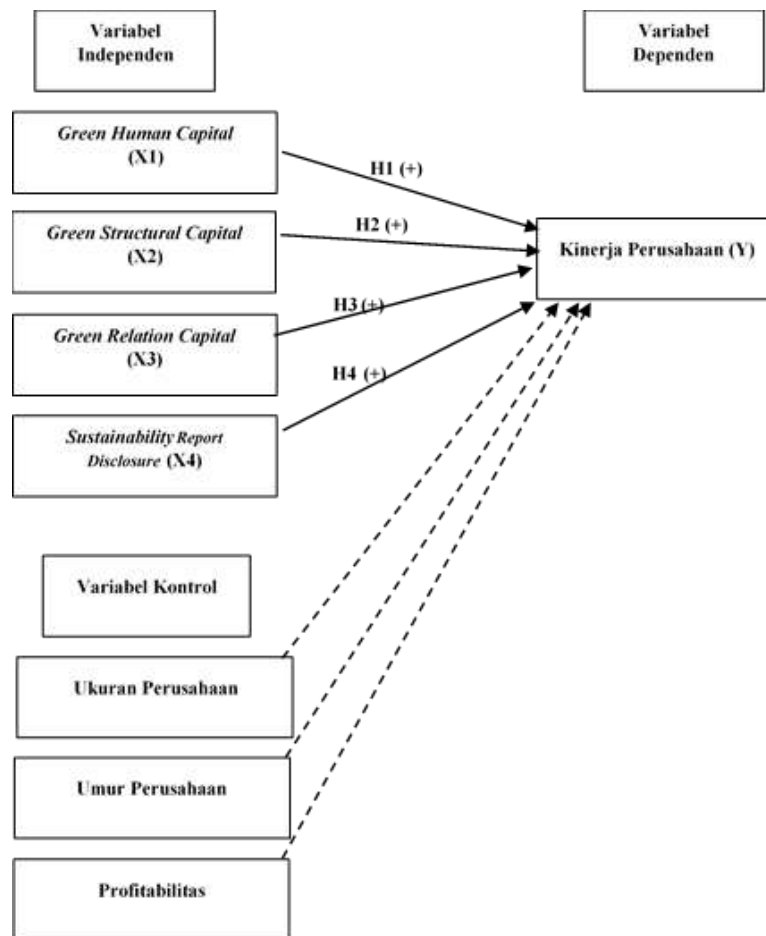 Variabel
Independen
Variabel
Dependen
Green Human Capital
(X1)
H1 (+)
Green Structural Capital
(X2)
H2 (+)
Kinerja Perusahaan (Y)
Green Relation Capital
(X3)
H3 (+)
H4 (+)
Sustainability Report
Disclosure (X4)
Variabel Kontrol
Ukuran Perusahaan
Umur Perusahaan
Profitabilitas